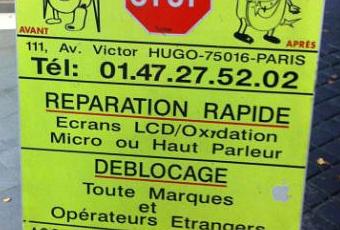 STOP
AVANT
APRÈS
111, Av. Victor HUGO-75016-PARIS
Tél: 01.47.27.52.02
REPARATION RAPIDE
Ecrans LCD/Oxydation
Micro ou Haut Parleur
DEBLOCAGE
Toute Marques
et
Opérateurs Etrangers